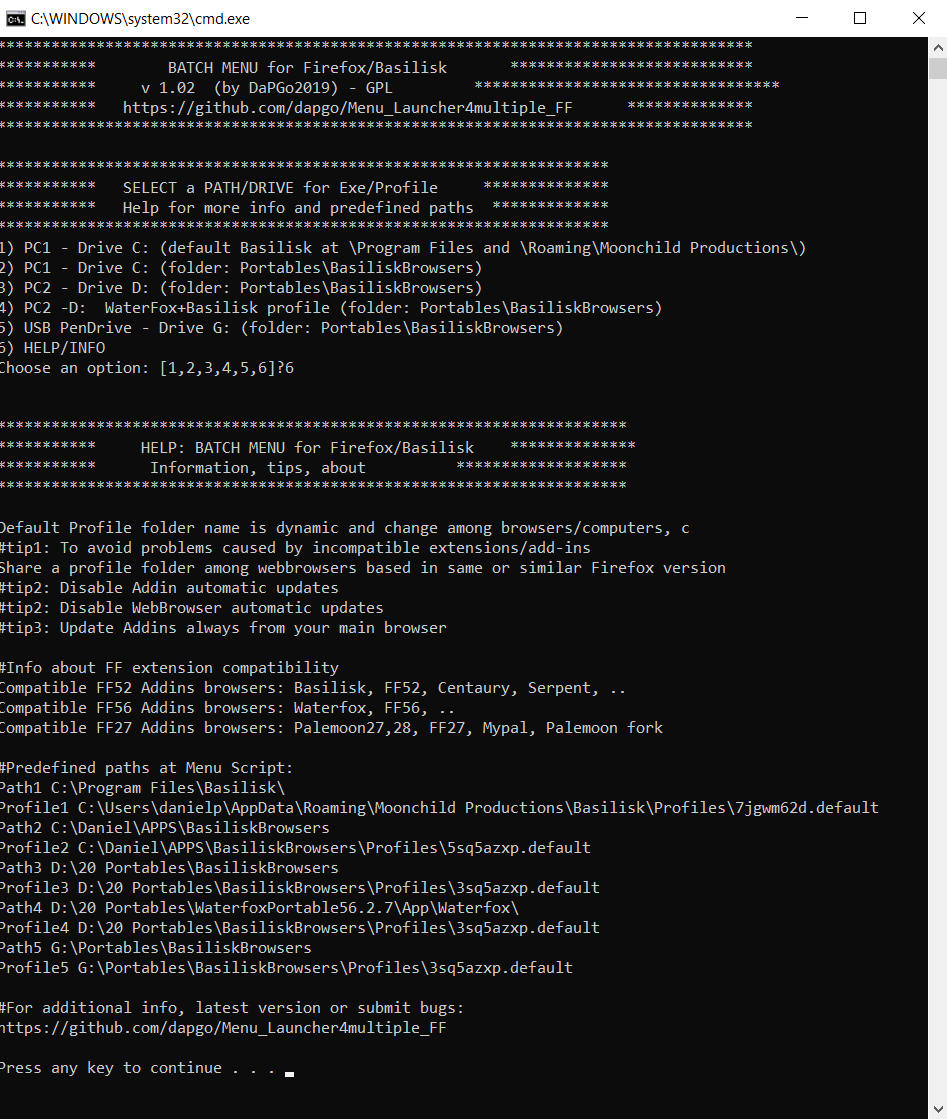 C:\WINDOWS\system32\cmd.exe
************************************************************************************
***********        BATCH MENU for Firefox/Basilisk       ***************************
***********     v 1.02  (by DaPGo2019) - GPL         **********************************
***********   https://github.com/dapgo/Menu_Launcher4multiple_FF      **************
************************************************************************************
********************************************************************
***********   SELECT a PATH/DRIVE for Exe/Profile     **************
***********   Help for more info and predefined paths  *************
********************************************************************
1) PC1 - Drive C: (default Basilisk at \Program Files and \Roaming\Moonchild Productions\)
2) PC1 - Drive C: (folder: Portables\BasiliskBrowsers)
3) PC2 - Drive D: (folder: Portables\BasiliskBrowsers)
4) PC2 -D:  WaterFox+Basilisk profile (folder: Portables\BasiliskBrowsers)
5) USB PenDrive - Drive G: (folder: Portables\BasiliskBrowsers)
6) HELP/INFO
Choose an option: [1,2,3,4,5,6]?6
**********************************************************************
***********     HELP: BATCH MENU for Firefox/Basilisk    **************
***********      Information, tips, about          *******************
**********************************************************************
Default Profile folder name is dynamic and change among browsers/computers, c
#tip1: To avoid problems caused by incompatible extensions/add-ins
Share a profile folder among webbrowsers based in same or similar Firefox version
#tip2: Disable Addin automatic updates
#tip2: Disable WebBrowser automatic updates
#tip3: Update Addins always from your main browser
#Info about FF extension compatibility
Compatible FF52 Addins browsers: Basilisk, FF52, Centaury, Serpent, ..
Compatible FF56 Addins browsers: Waterfox, FF56, ..
Compatible FF27 Addins browsers: Palemoon27,28, FF27, Mypal, Palemoon fork
#Predefined paths at Menu Script:
Path1 C:\Program Files\Basilisk\
Profile1 C:\Users\danielp\AppData\Roaming\Moonchild Productions\Basilisk\Profiles\7jgwm62d.default
Path2 C:\Daniel\APPS\BasiliskBrowsers
Profile2 C:\Daniel\APPS\BasiliskBrowsers\Profiles\5sq5azxp.default
Path3 D:\20 Portables\BasiliskBrowsers
Profile3 D:\20 Portables\BasiliskBrowsers\Profiles\3sq5azxp.default
Path4 D:\20 Portables\WaterfoxPortable56.2.7\App\Waterfox\
Profile4 D:\20 Portables\BasiliskBrowsers\Profiles\3sq5azxp.default
Path5 G:\Portables\BasiliskBrowsers
Profile5 G:\Portables\BasiliskBrowsers\Profiles\3sq5azxp.default
#For additional info, latest version or submit bugs:
https://github.com/dapgo/Menu_Launcher4multiple_FF
Press any key to continue . . .